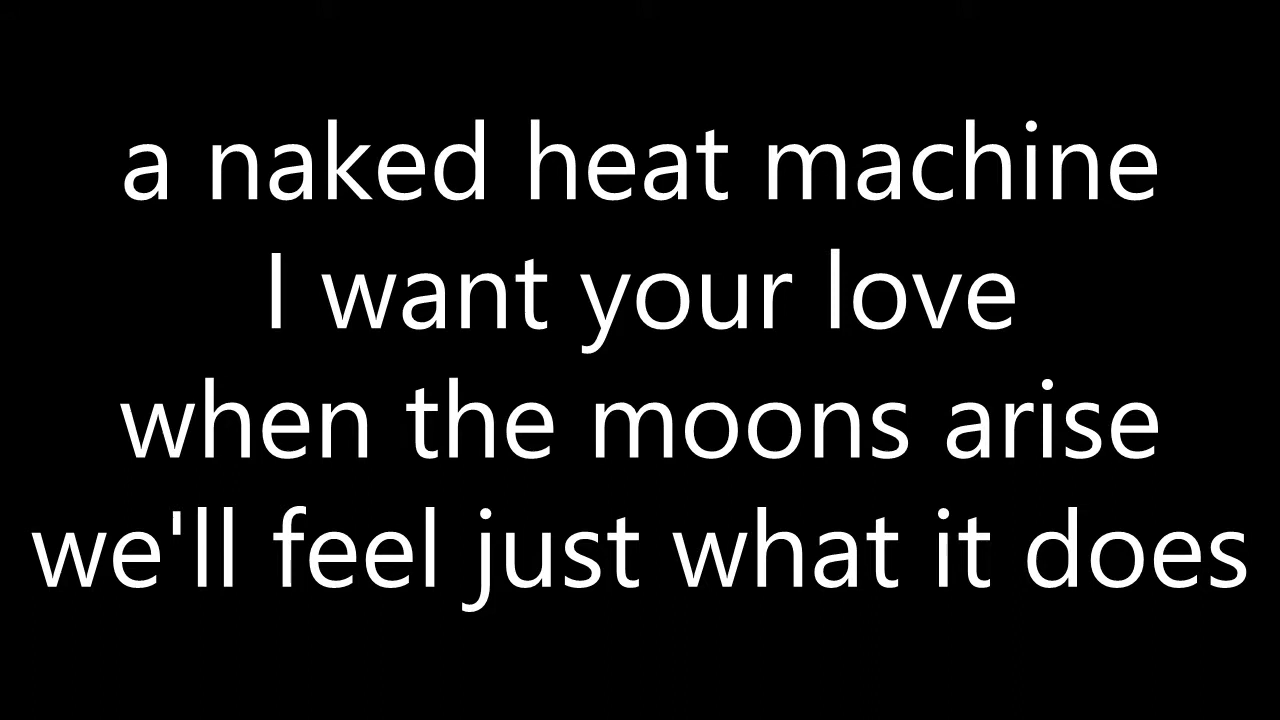 a naked heat machine
I want your love
when the moons arise
we'll feel just what it does